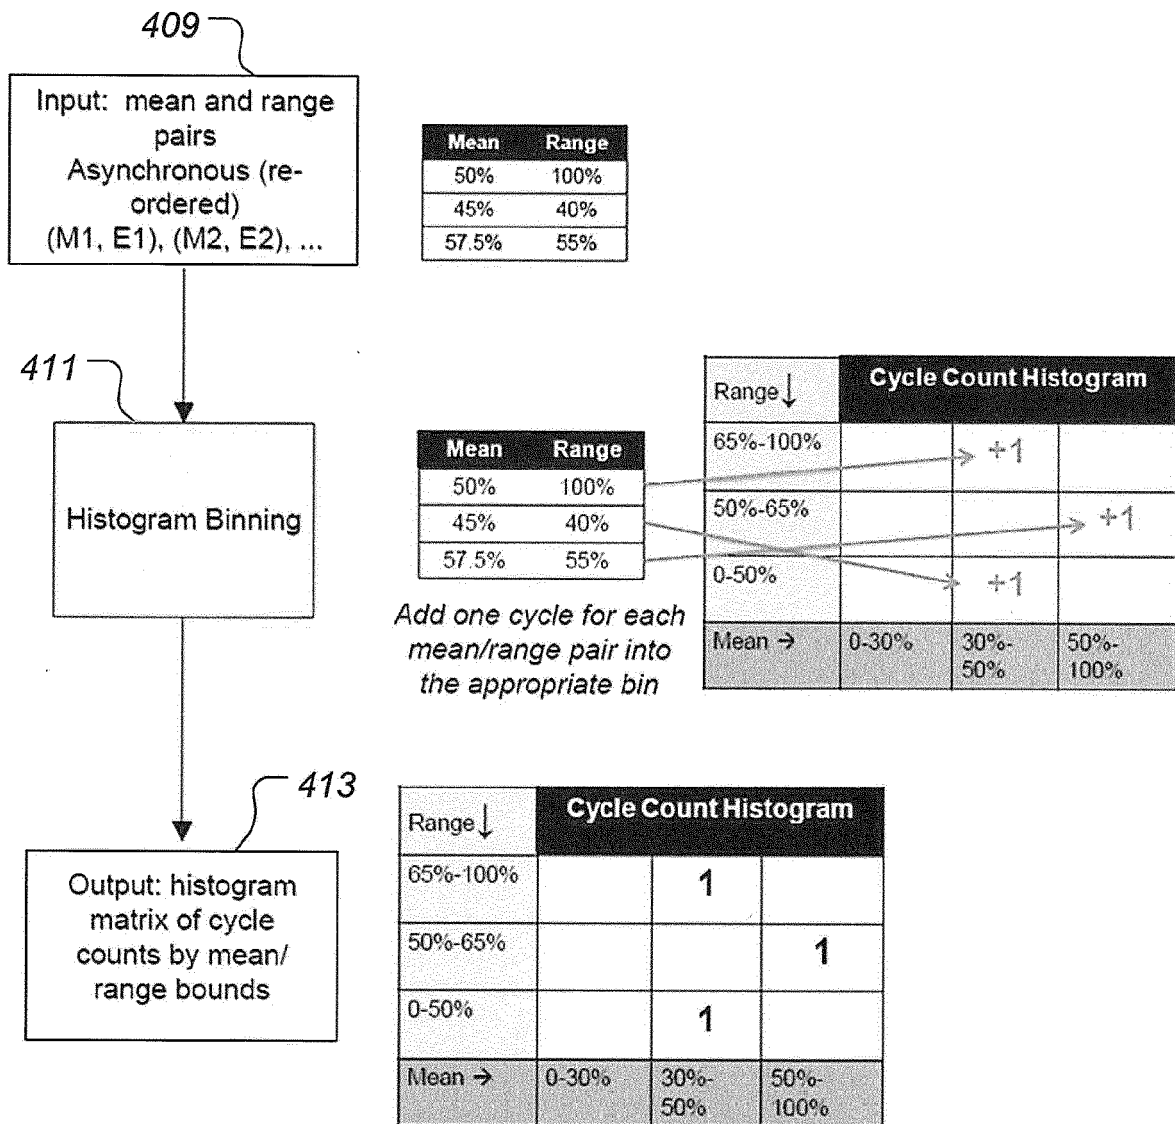 409
Input: mean and range
pairs
Asynchronous (re-
ordered)
(M1, E1), (M2, E2), ...
Mean Range
50% 100%
45% 40%
57.5% 55%
411
Histogram Binning
Mean Range
50% 100%
45% 40%
57.5% 55%
Add one cycle for each
mean/range pair into
the appropriate bin
Range ↓ Cycle Count Histogram
65%-100% +1
50%-65% +1
0-50% +1
Mean → 0-30% 30%- 50%-
50% 100%
413
Output: histogram
matrix of cycle
counts by mean/
range bounds
Range ↓ Cycle Count Histogram
65%-100% 1
50%-65% 1
0-50% 1
Mean → 0-30% 30%- 50%-
50% 100%